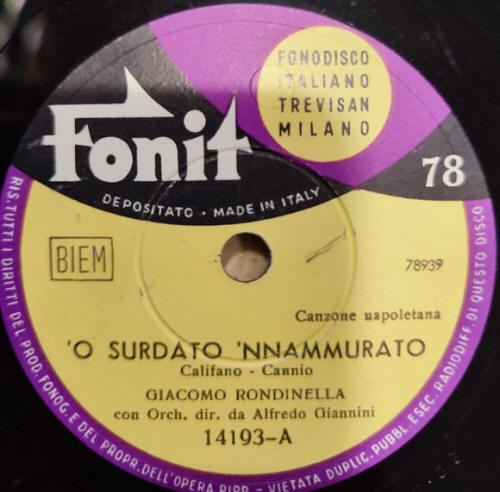 FONODISCO
ITALIANO
TREVISAN
MILANO
Fonit
78
DEPOSITATO · MADE IN ITALY
BIEM
78939
Canzone napoletana
'O SURDATO 'NNAMMURATO
Califano - Cannio
GIACOMO RONDINELLA
con Orch. dir. da Alfredo Giannini
14193-A
RIS. TUTTI I DIRITTI DEL PROD. FONOG. E DEL PROPR. DELL'OPERA RIPR. - VIETATA DUPLIC. PUBBL. ESEC. RADIODIFF. DI QUESTO DISCO